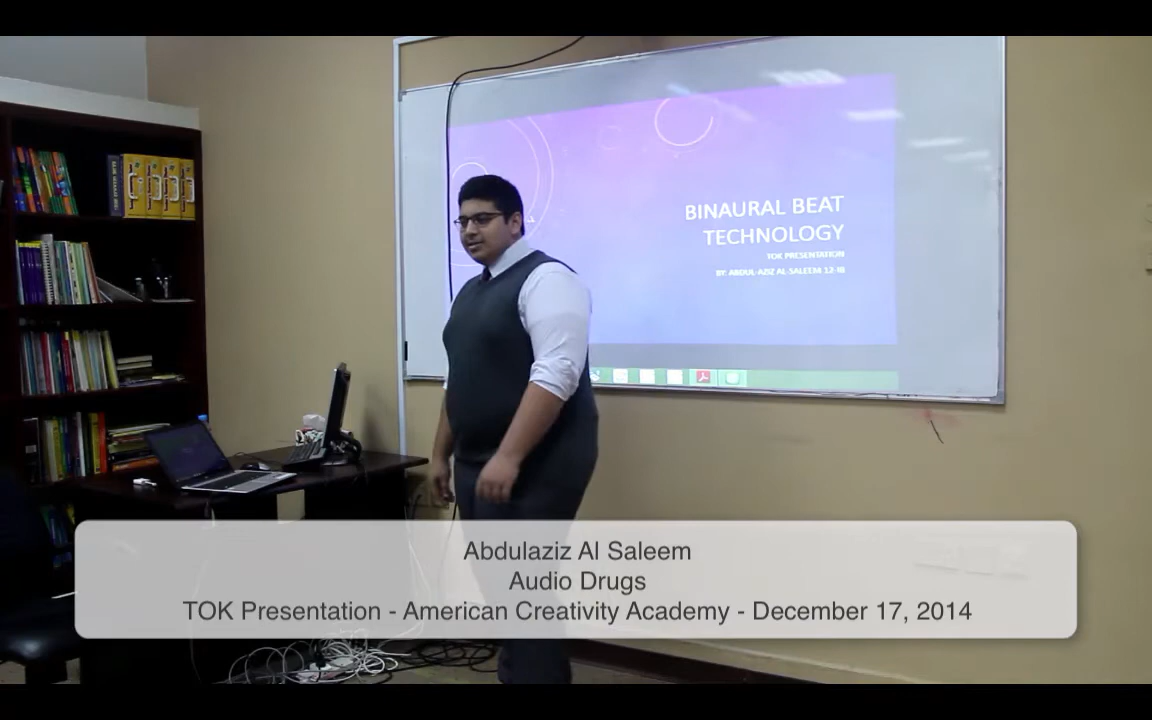 BINAURAL BEAT
TECHNOLOGY
TOK PRESENTATION
BY: ABDUL-AZIZ AL-SALEEM 12-IB
Abdulaziz Al Saleem
Audio Drugs
TOK Presentation - American Creativity Academy - December 17, 2014